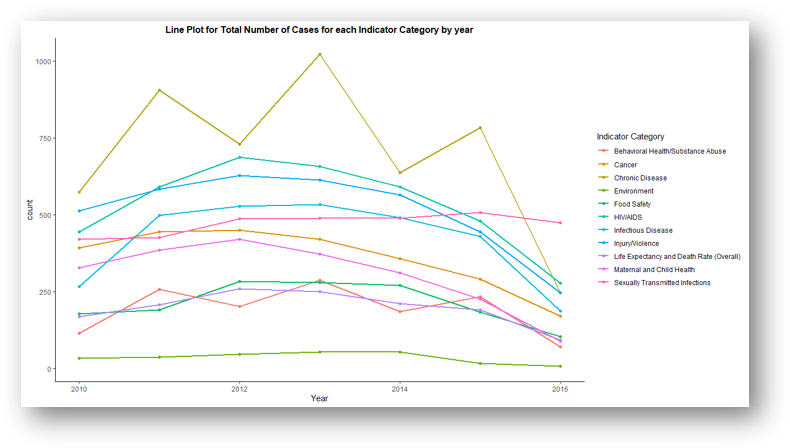 Line Plot for Total Number of Cases for each Indicator Category by year
1000
750
500
250
0
count
2010
2012
2014
2016
Year
Indicator Category
Behavioral Health/Substance Abuse
Cancer
Chronic Disease
Environment
Food Safety
HIV/AIDS
Infectious Disease
Injury/Violence
Life Expectancy and Death Rate (Overall)
Maternal and Child Health
Sexually Transmitted Infections